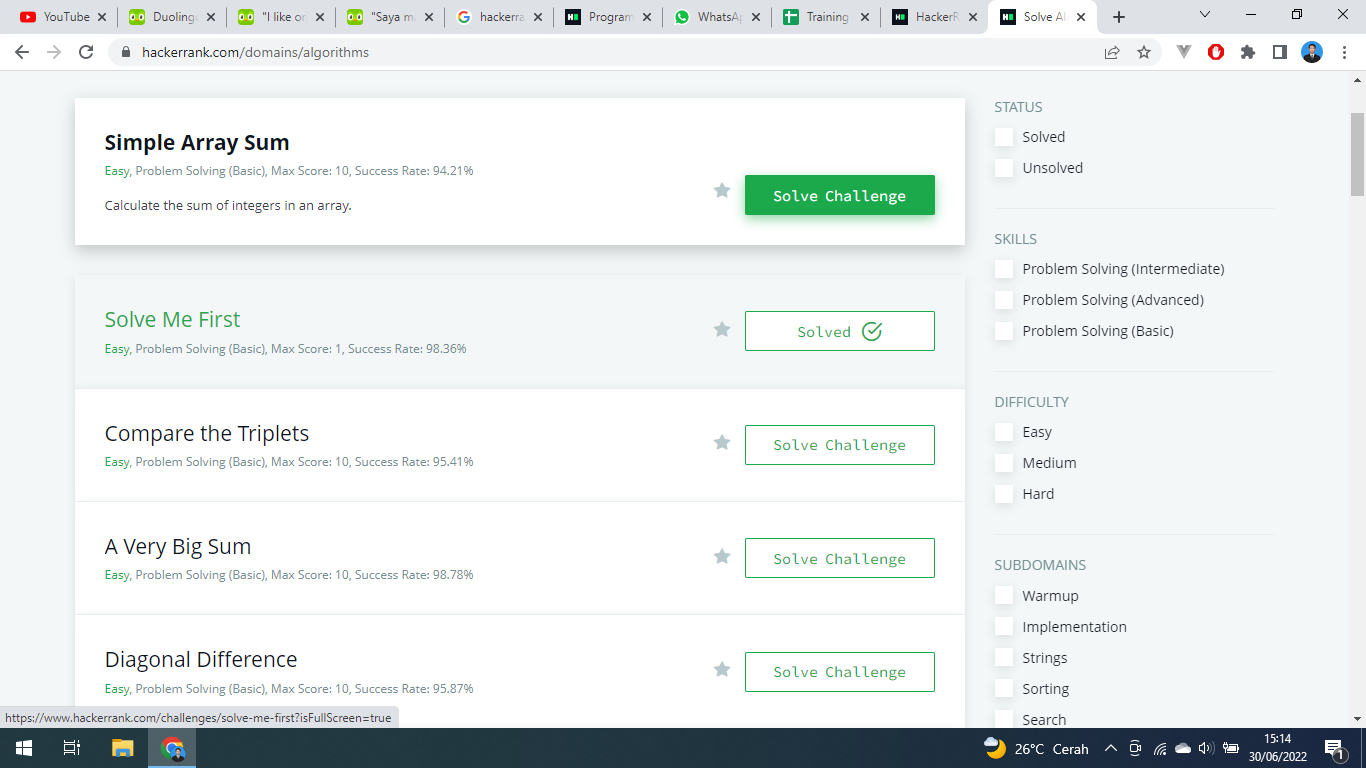 YouTube
Duoling
"I like or
"Saya m
hackerra
Program
WhatsAp
Training
HackerR
Solve Al
hackerrank.com/domains/algorithms
Simple Array Sum
Easy, Problem Solving (Basic), Max Score: 10, Success Rate: 94.21%
Calculate the sum of integers in an array.
Solve Challenge
Solve Me First
Easy, Problem Solving (Basic), Max Score: 1, Success Rate: 98.36%
Solved
Compare the Triplets
Easy, Problem Solving (Basic), Max Score: 10, Success Rate: 95.41%
Solve Challenge
A Very Big Sum
Easy, Problem Solving (Basic), Max Score: 10, Success Rate: 98.78%
Solve Challenge
Diagonal Difference
Easy, Problem Solving (Basic), Max Score: 10, Success Rate: 95.87%
Solve Challenge
STATUS
Solved
Unsolved
SKILLS
Problem Solving (Intermediate)
Problem Solving (Advanced)
Problem Solving (Basic)
DIFFICULTY
Easy
Medium
Hard
SUBDOMAINS
Warmup
Implementation
Strings
Sorting
Search
https://www.hackerrank.com/challenges/solve-me-first?isFullScreen=true
26°C Cerah
15:14
30/06/2022
1